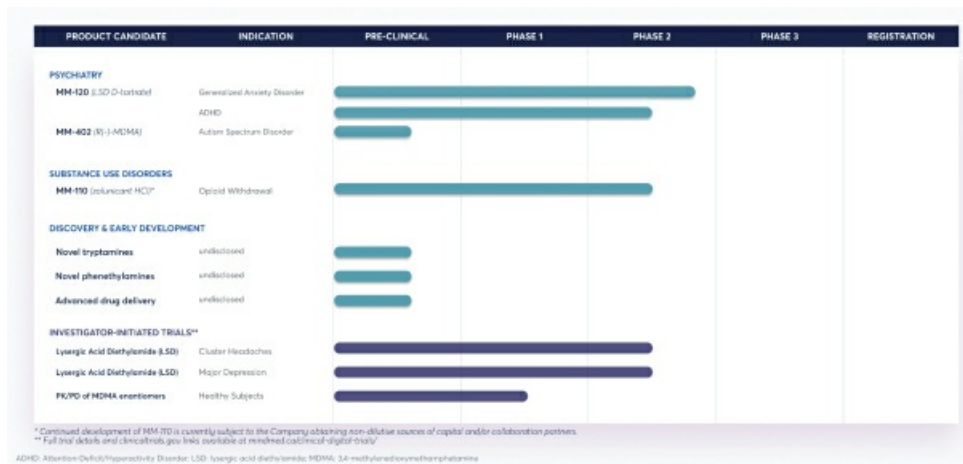 PRODUCT CANDIDATE INDICATION PRE-CLINICAL PHASE 1 PHASE 2 PHASE 3 REGISTRATION
PSYCHIATRY
MM-120 (LSD D-tartrate) Generalized Anxiety Disorder
ADHD
MM-402 (R(-)-MDMA) Autism Spectrum Disorder
SUBSTANCE USE DISORDERS
MM-110 (zolunicant HCl)* Opioid Withdrawal
DISCOVERY & EARLY DEVELOPMENT
Novel tryptamines undisclosed
Novel phenethylamines undisclosed
Advanced drug delivery undisclosed
INVESTIGATOR-INITIATED TRIALS**
Lysergic Acid Diethylamide (LSD) Cluster Headaches
Lysergic Acid Diethylamide (LSD) Major Depression
PK/PD of MDMA enantiomers Healthy Subjects
* Continued development of MM-110 is currently subject to the Company obtaining non-dilutive sources of capital and/or collaboration partners.
** Full trial details and clinicaltrials.gov links available at mindmed.co/clinical-digital-trials/
ADHD: Attention-Deficit/Hyperactivity Disorder; LSD: lysergic acid diethylamide; MDMA: 3,4-methylenedioxymethamphetamine